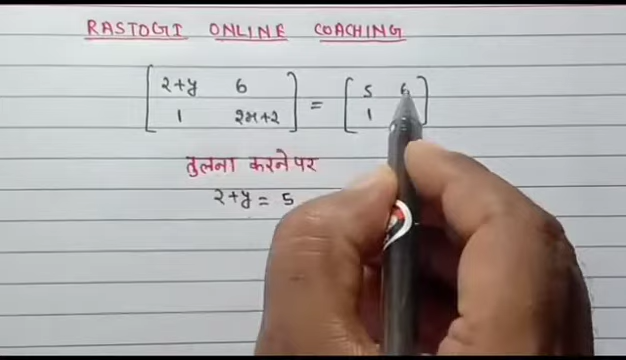 RASTOGI ONLINE COACHING
[2+y 6] = [5 6]
[1 2x+2] [1
तुलना करने पर
2+y = 5